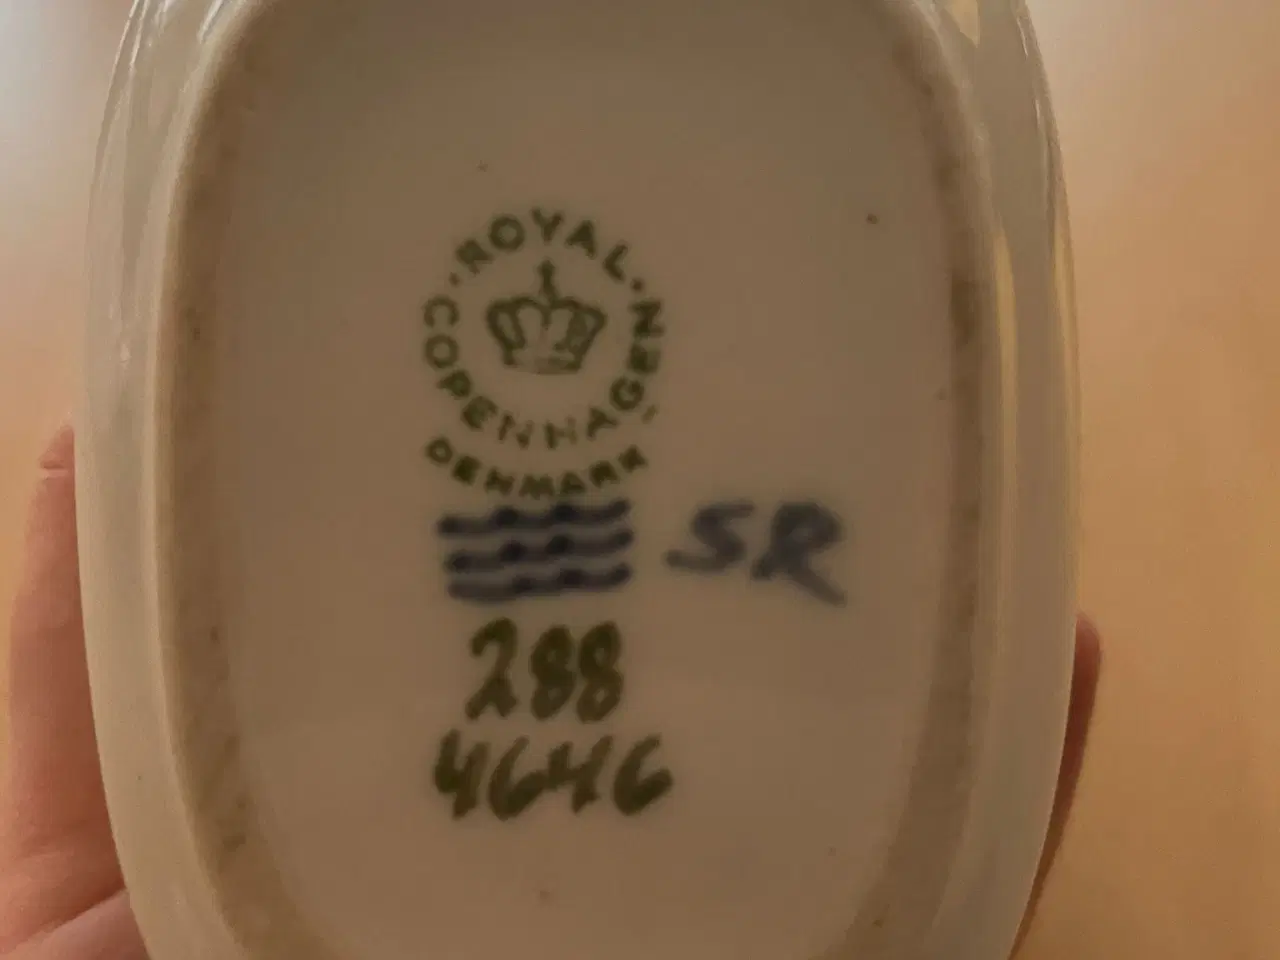 ROYAL
COPENHAGEN
DENMARK
SR
288
4646